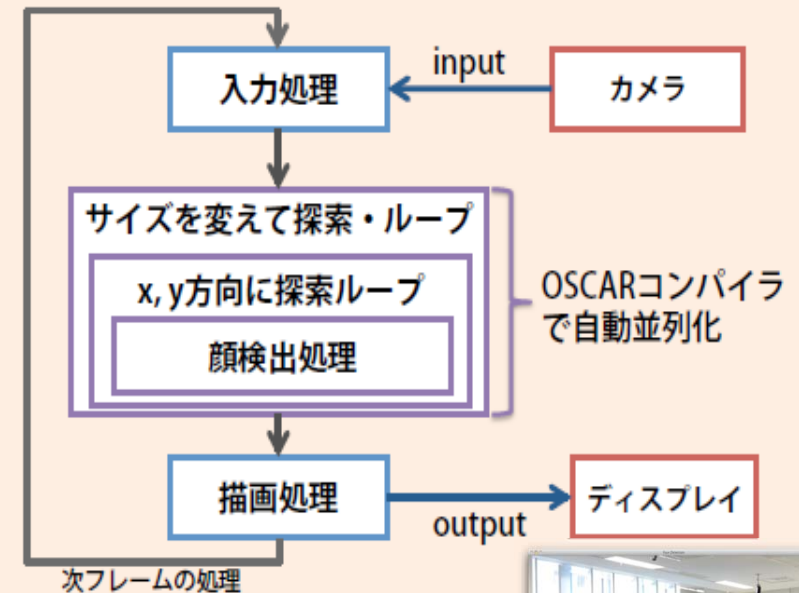 入力処理
input
カメラ
サイズを変えて探索・ループ
x, y方向に探索ループ
顔検出処理
OSCARコンパイラ
で自動並列化
描画処理
output
ディスプレイ
次フレームの処理